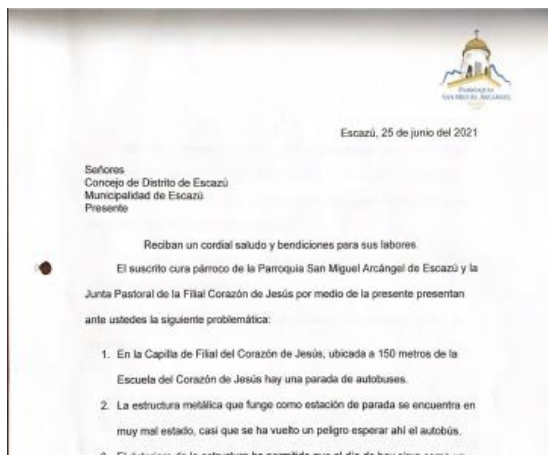 PARROQUIA
SAN MIGUEL ARCÁNGEL
Escazú, 25 de junio del 2021
Señores
Concejo de Distrito de Escazú
Municipalidad de Escazú
Presente
Reciban un cordial saludo y bendiciones para sus labores.
El suscrito cura párroco de la Parroquia San Miguel Arcángel de Escazú y la
Junta Pastoral de la Filial Corazón de Jesús por medio de la presente presentan
ante ustedes la siguiente problemática:
1. En la Capilla de Filial del Corazón de Jesús, ubicada a 150 metros de la
Escuela del Corazón de Jesús hay una parada de autobuses.
2. La estructura metálica que funge como estación de parada se encuentra en
muy mal estado, casi que se ha vuelto un peligro esperar ahí el autobús.